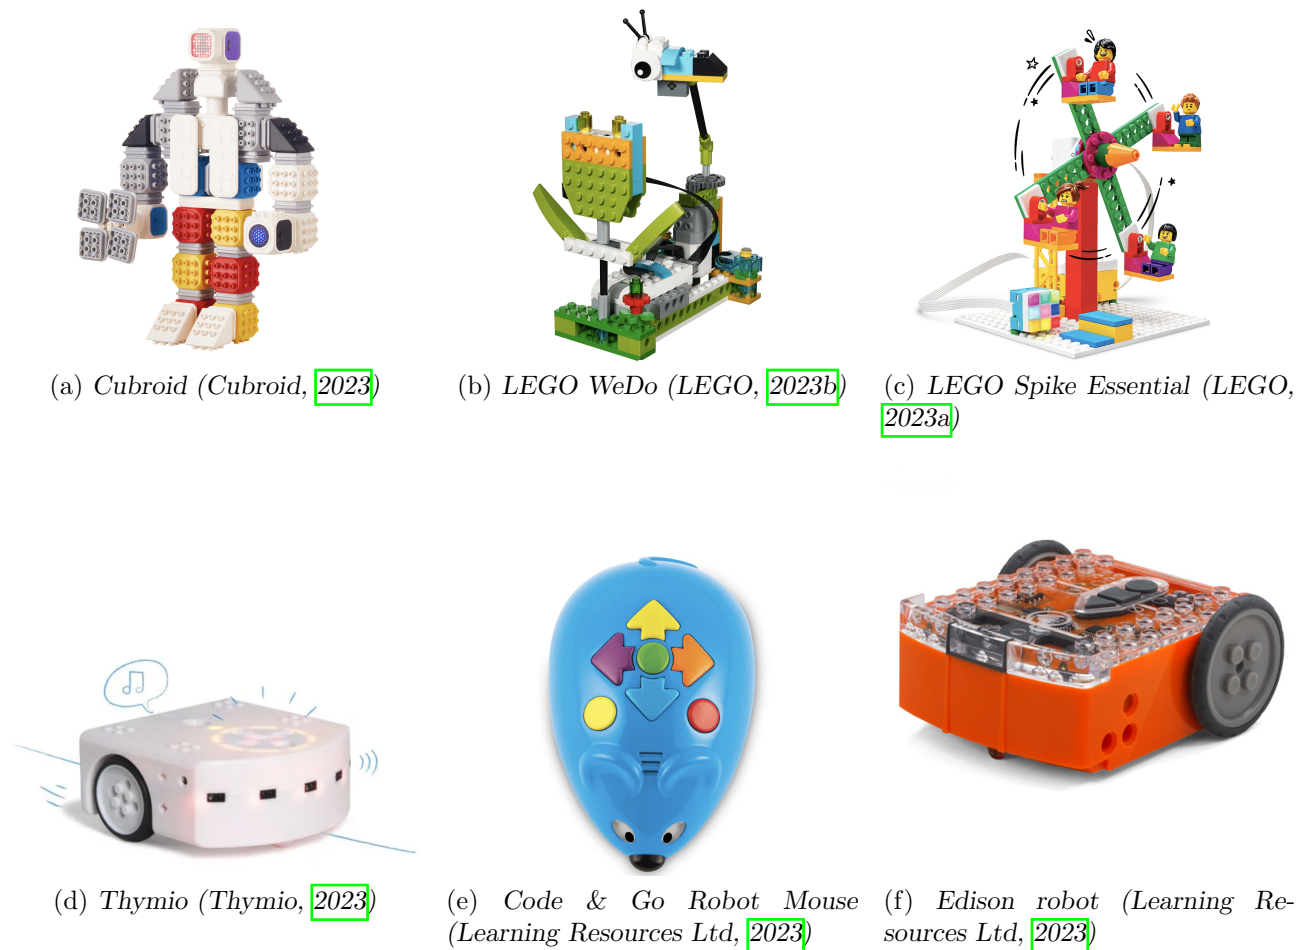 (a) Cubroid (Cubroid, 2023)
(b) LEGO WeDo (LEGO, 2023b)
(c) LEGO Spike Essential (LEGO,
2023a)
(d) Thymio (Thymio, 2023)
(e) Code & Go Robot Mouse
(Learning Resources Ltd, 2023)
(f) Edison robot (Learning Re-
sources Ltd, 2023)